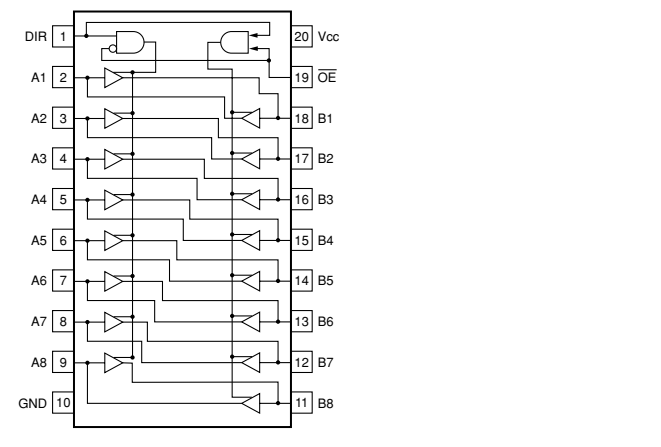 DIR 1 20 Vcc
A1 2 19 OE
A2 3 18 B1
A3 4 17 B2
A4 5 16 B3
A5 6 15 B4
A6 7 14 B5
A7 8 13 B6
A8 9 12 B7
GND 10 11 B8